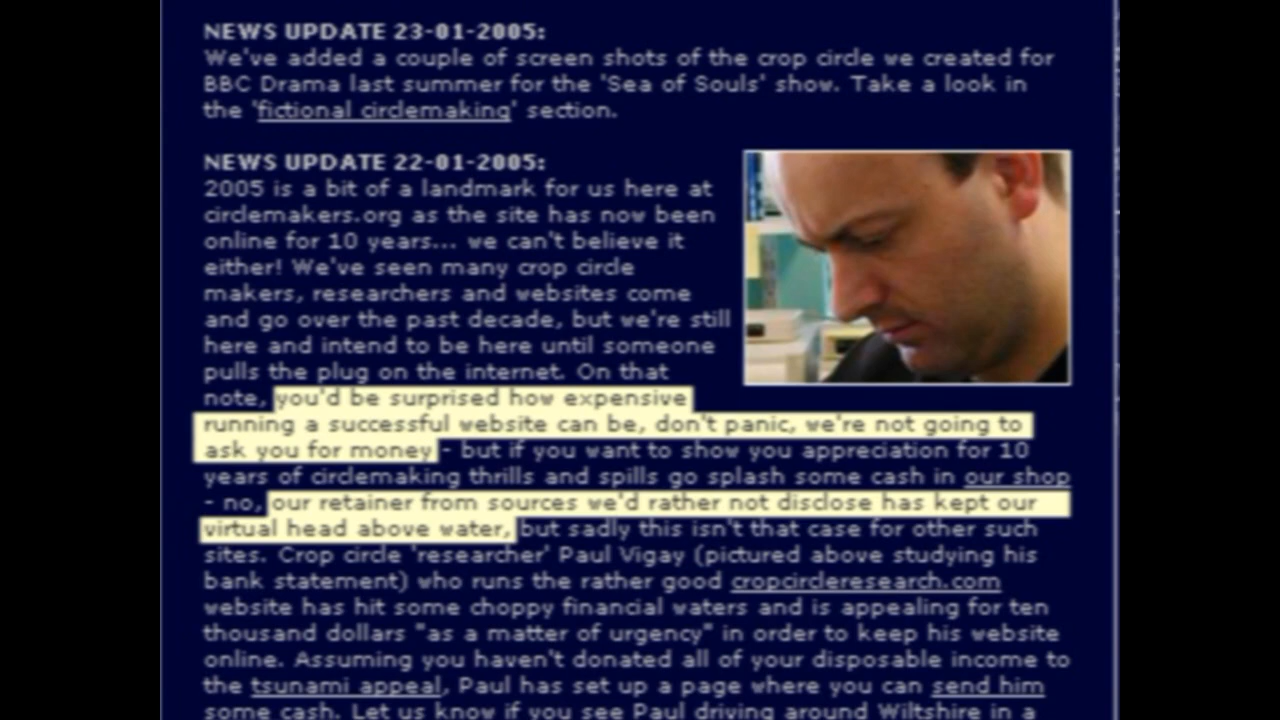 NEWS UPDATE 23-01-2005:
We've added a couple of screen shots of the crop circle we created for
BBC Drama last summer for the 'Sea of Souls' show. Take a look in
the 'fictional circlemaking' section.
NEWS UPDATE 22-01-2005:
2005 is a bit of a landmark for us here at
circlemakers.org as the site has now been
online for 10 years... we can't believe it
either! We've seen many crop circle
makers, researchers and websites come
and go over the past decade, but we're still
here and intend to be here until someone
pulls the plug on the internet. On that
note, you'd be surprised how expensive
running a successful website can be, don't panic, we're not going to
ask you for money - but if you want to show you appreciation for 10
years of circlemaking thrills and spills go splash some cash in our shop
- no, our retainer from sources we'd rather not disclose has kept our
virtual head above water, but sadly this isn't that case for other such
sites. Crop circle 'researcher' Paul Vigay (pictured above studying his
bank statement) who runs the rather good cropcircleresearch.com
website has hit some choppy financial waters and is appealing for ten
thousand dollars "as a matter of urgency" in order to keep his website
online. Assuming you haven't donated all of your disposable income to
the tsunami appeal, Paul has set up a page where you can send him
some cash. Let us know if you see Paul driving around Wiltshire in a